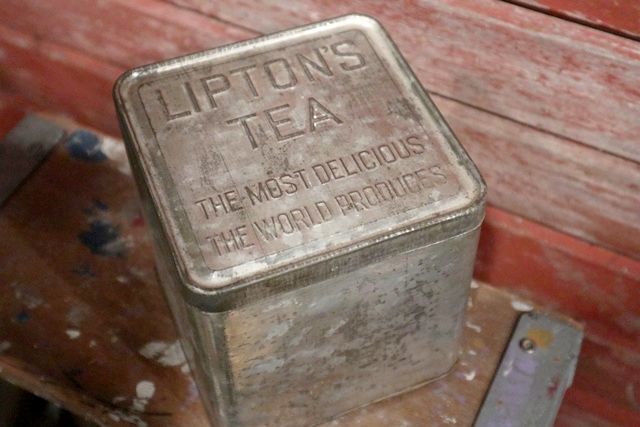 LIPTON'S
TEA
THE MOST DELICIOUS
THE WORLD PRODUCES